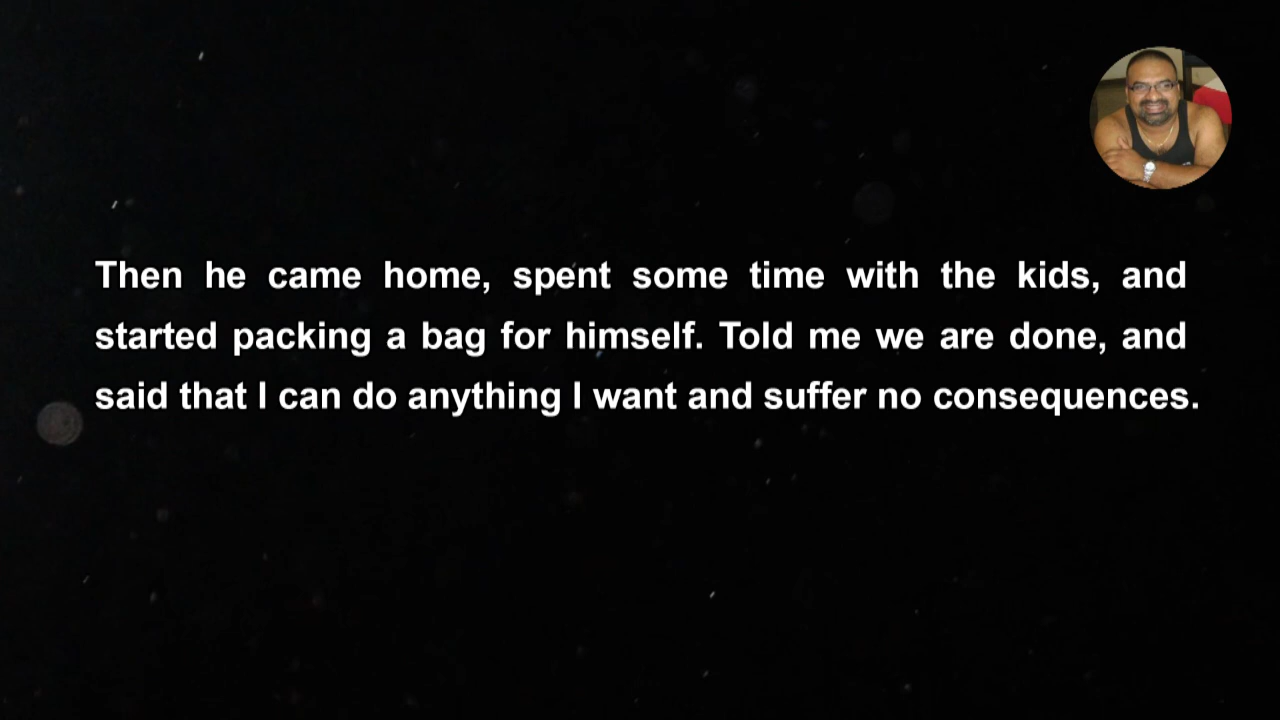 Then he came home, spent some time with the kids, and
started packing a bag for himself. Told me we are done, and
said that I can do anything I want and suffer no consequences.